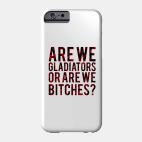 ARE WE
GLADIATORS
OR ARE WE
BITCHES?